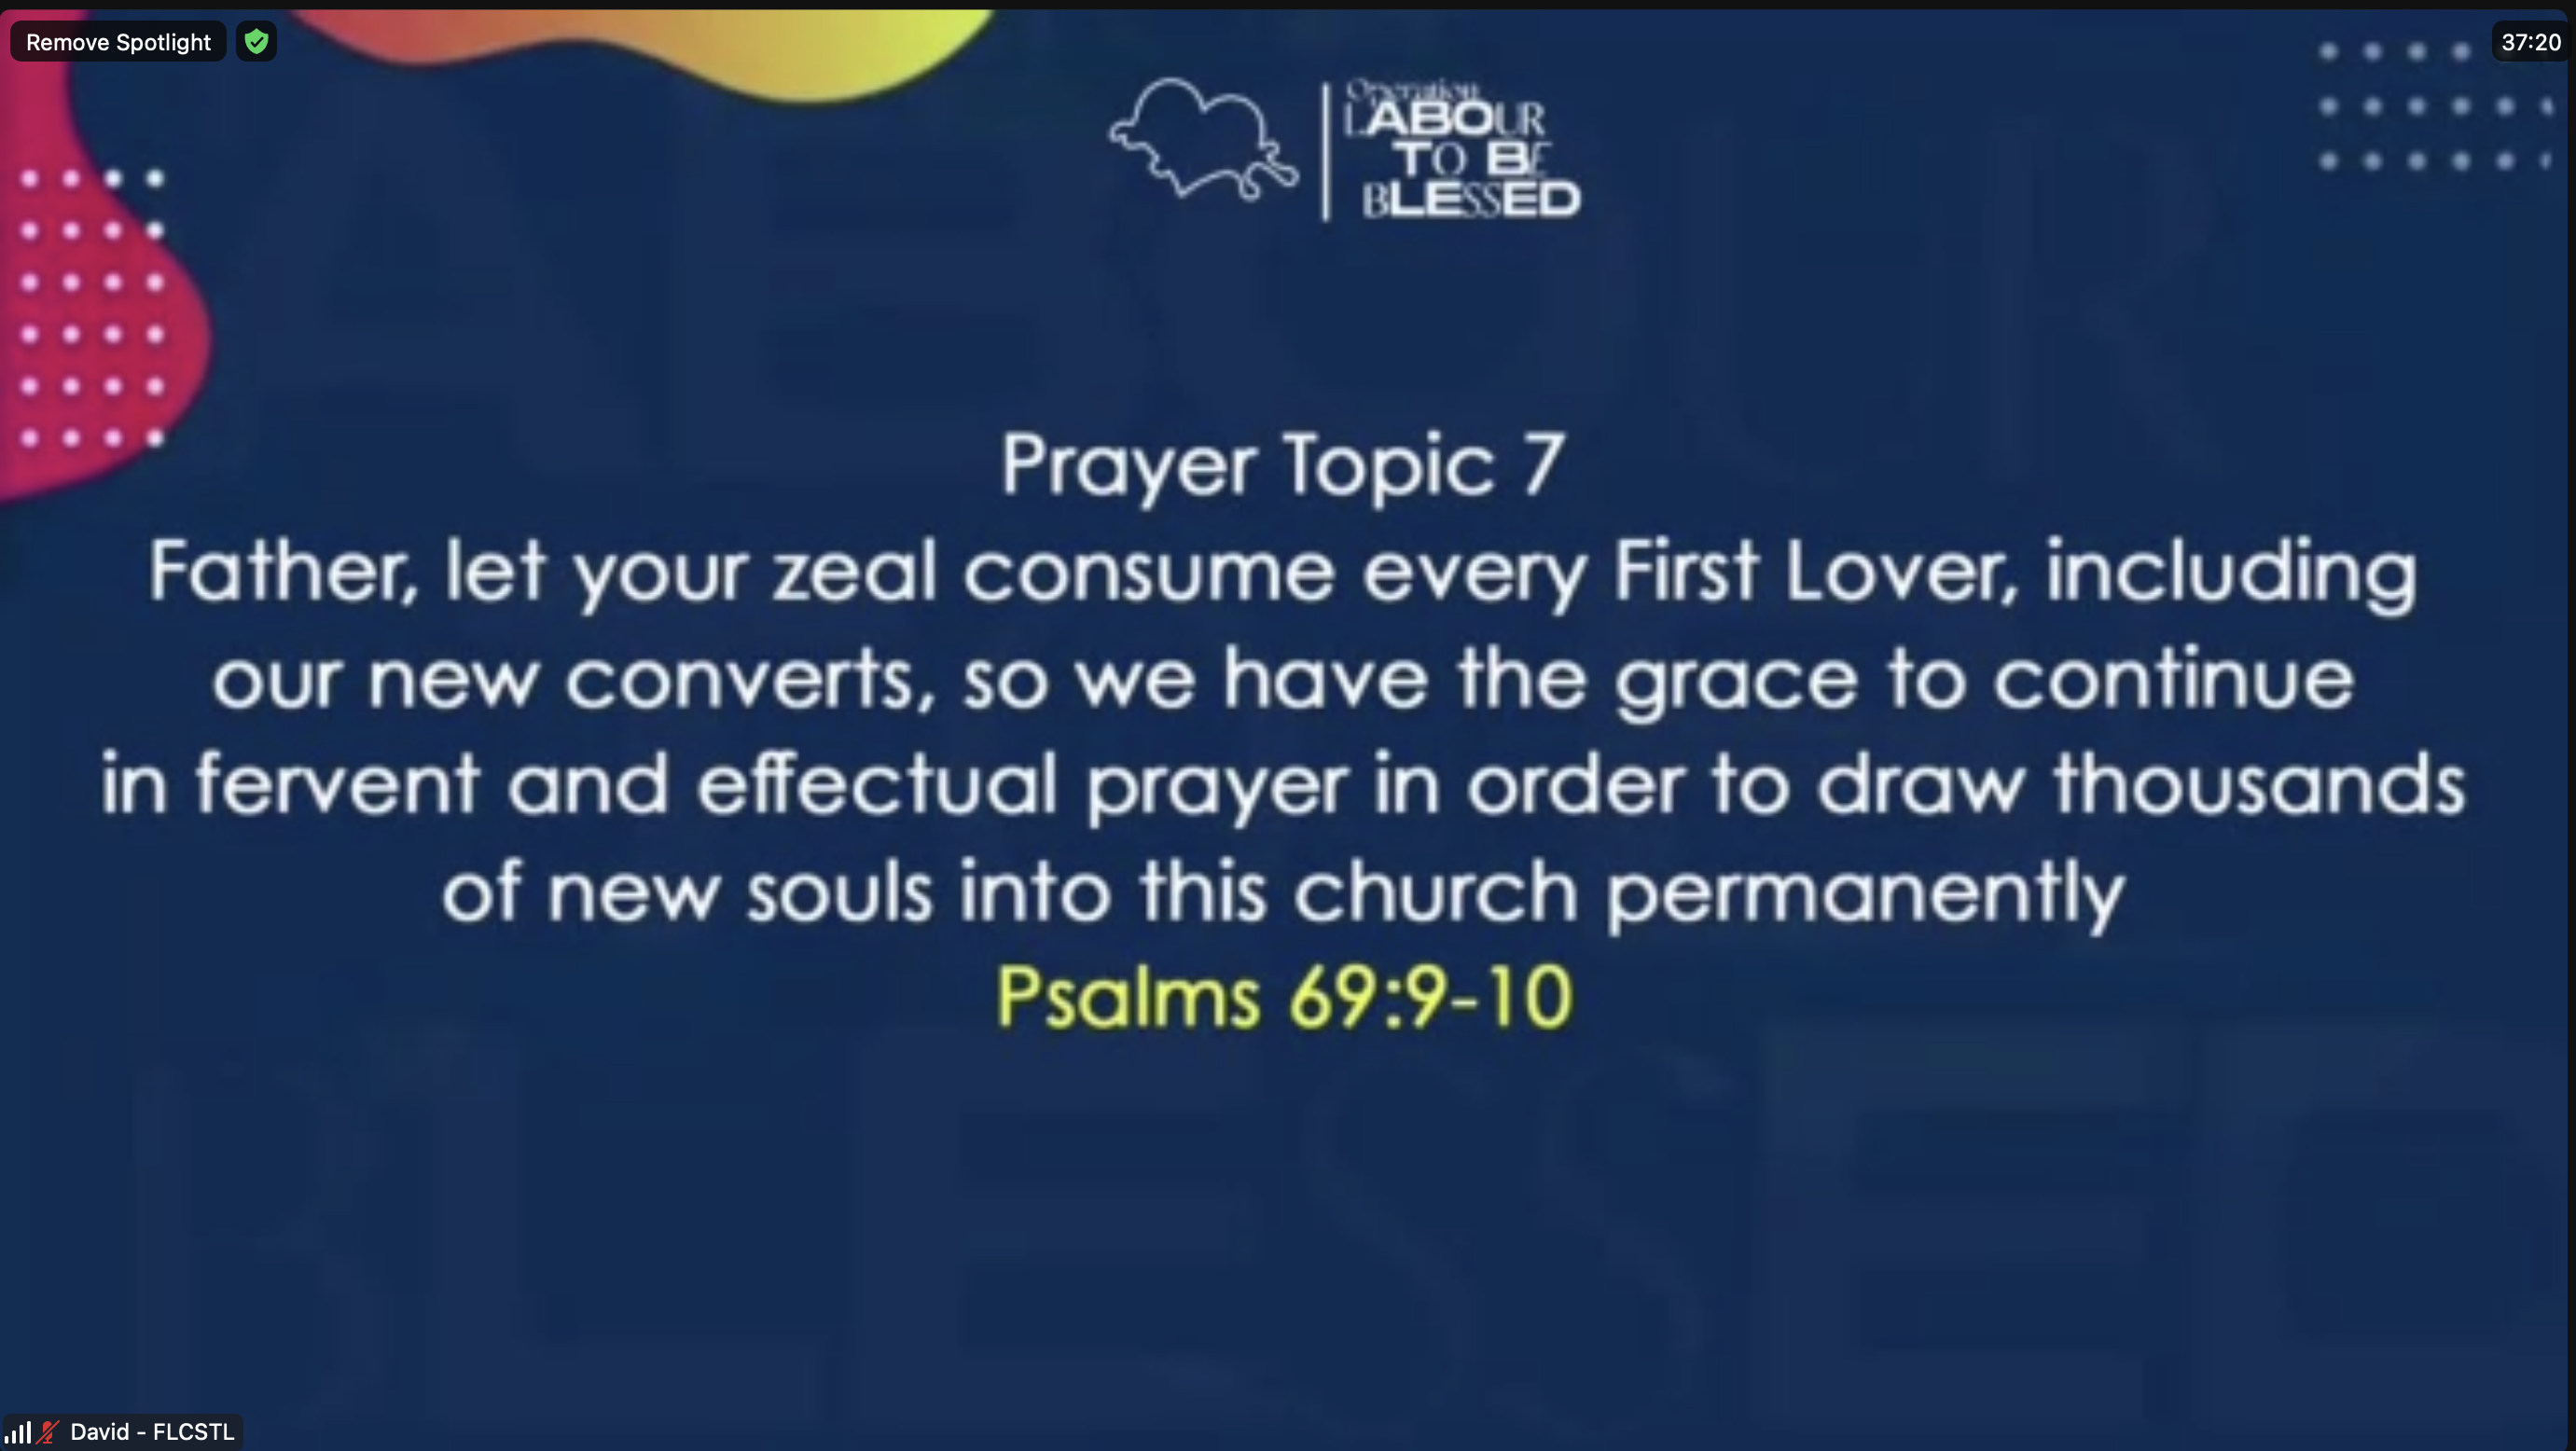 Remove Spotlight
37:20
Operation
LABOUR
TO BE
BLESSED
Prayer Topic 7
Father, let your zeal consume every First Lover, including
our new converts, so we have the grace to continue
in fervent and effectual prayer in order to draw thousands
of new souls into this church permanently
Psalms 69:9-10
David - FLCSTL